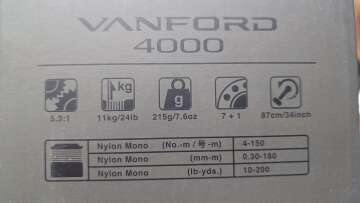 VANFORD
4000
kg
g
5.3:1 11kg/24lb 215g/7.6oz 7 + 1 87cm/34inch
Nylon Mono (No.-m / 号 -m) 4-150
Nylon Mono (mm-m) 0.30-180
Nylon Mono (lb-yds.) 10-200